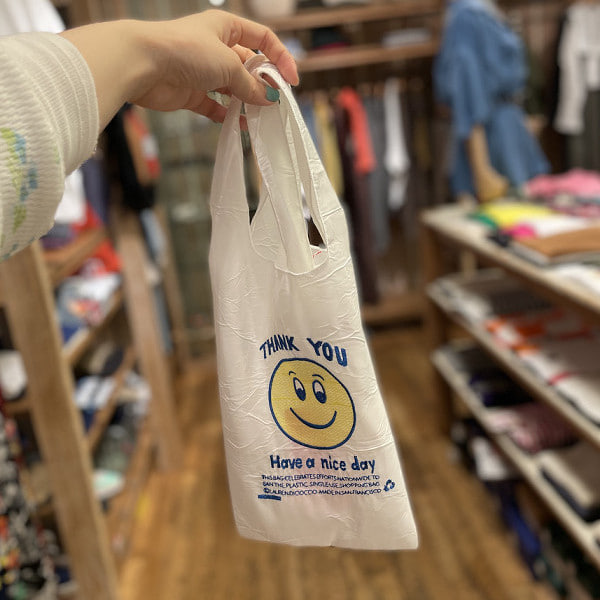 THANK YOU
Have a nice day
THIS BAG CELEBRATES EFFORTS NATIONWIDE TO
BAN THE PLASTIC, SINGLE-USE, SHOPPING BAG
©LAURENDICIOCCIO · MADE IN SAN FRANCISCO